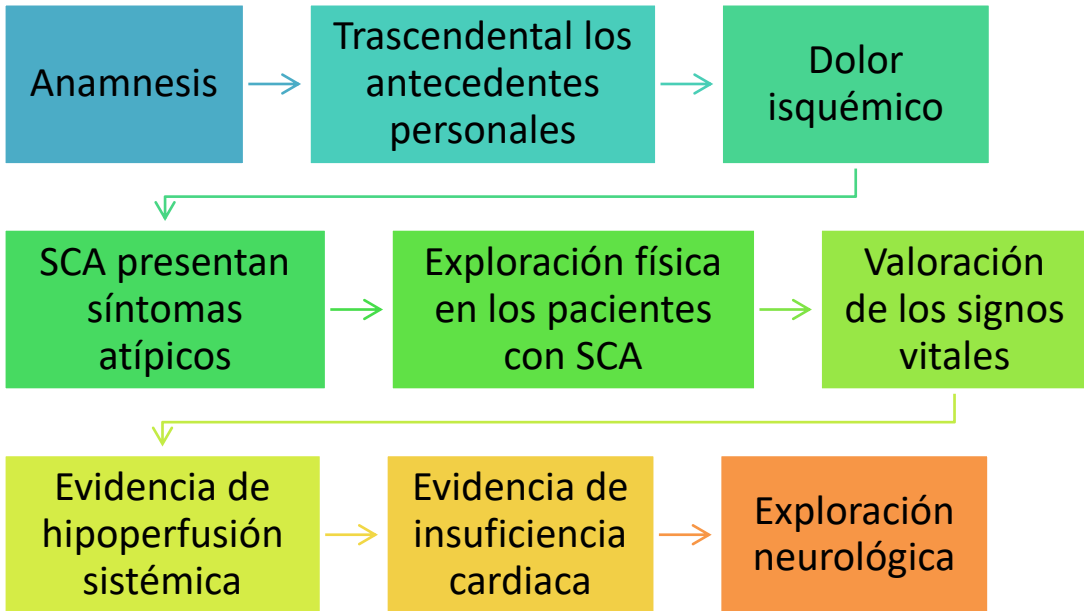 Anamnesis
Trascendental los
antecedentes
personales
Dolor
isquémico
SCA presentan
síntomas
atípicos
Exploración física
en los pacientes
con SCA
Valoración
de los signos
vitales
Evidencia de
hipoperfusión
sistémica
Evidencia de
insuficiencia
cardiaca
Exploración
neurológica